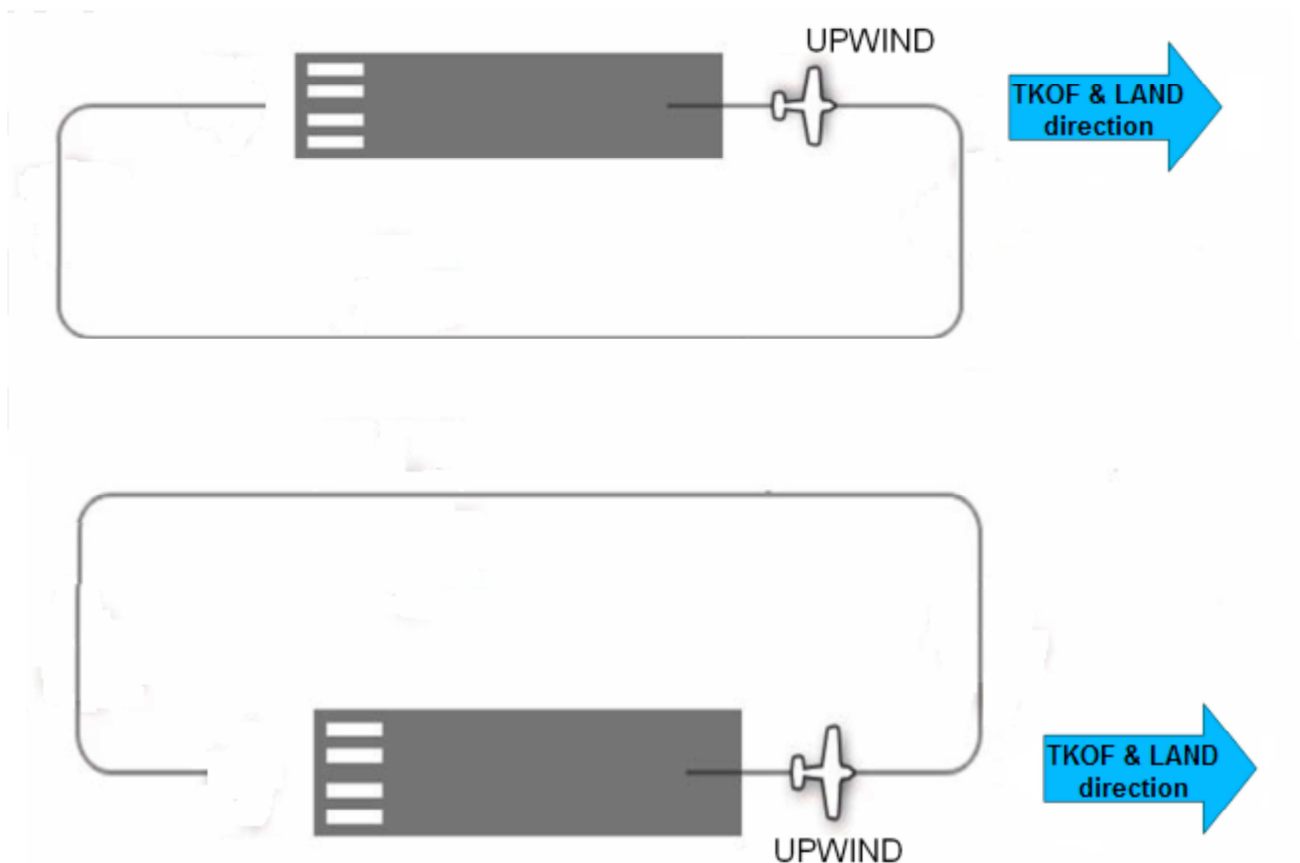 UPWIND
TKOF & LAND
direction
TKOF & LAND
direction
UPWIND